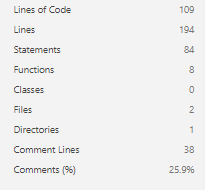 Lines of Code 109
Lines 194
Statements 84
Functions 8
Classes 0
Files 2
Directories 1
Comment Lines 38
Comments (%) 25.9%